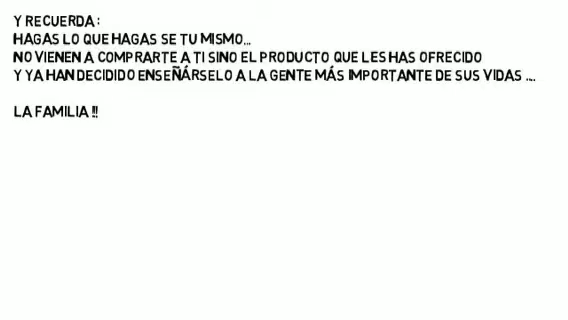 Y RECUERDA:
HAGAS LO QUE HAGAS SE TU MISMO...
NO VIENEN A COMPRARTE A TI SINO EL PRODUCTO QUE LES HAS OFRECIDO
Y YA HAN DECIDIDO ENSEÑÁRSELO A LA GENTE MÁS IMPORTANTE DE SUS VIDAS ....
LA FAMILIA !!!